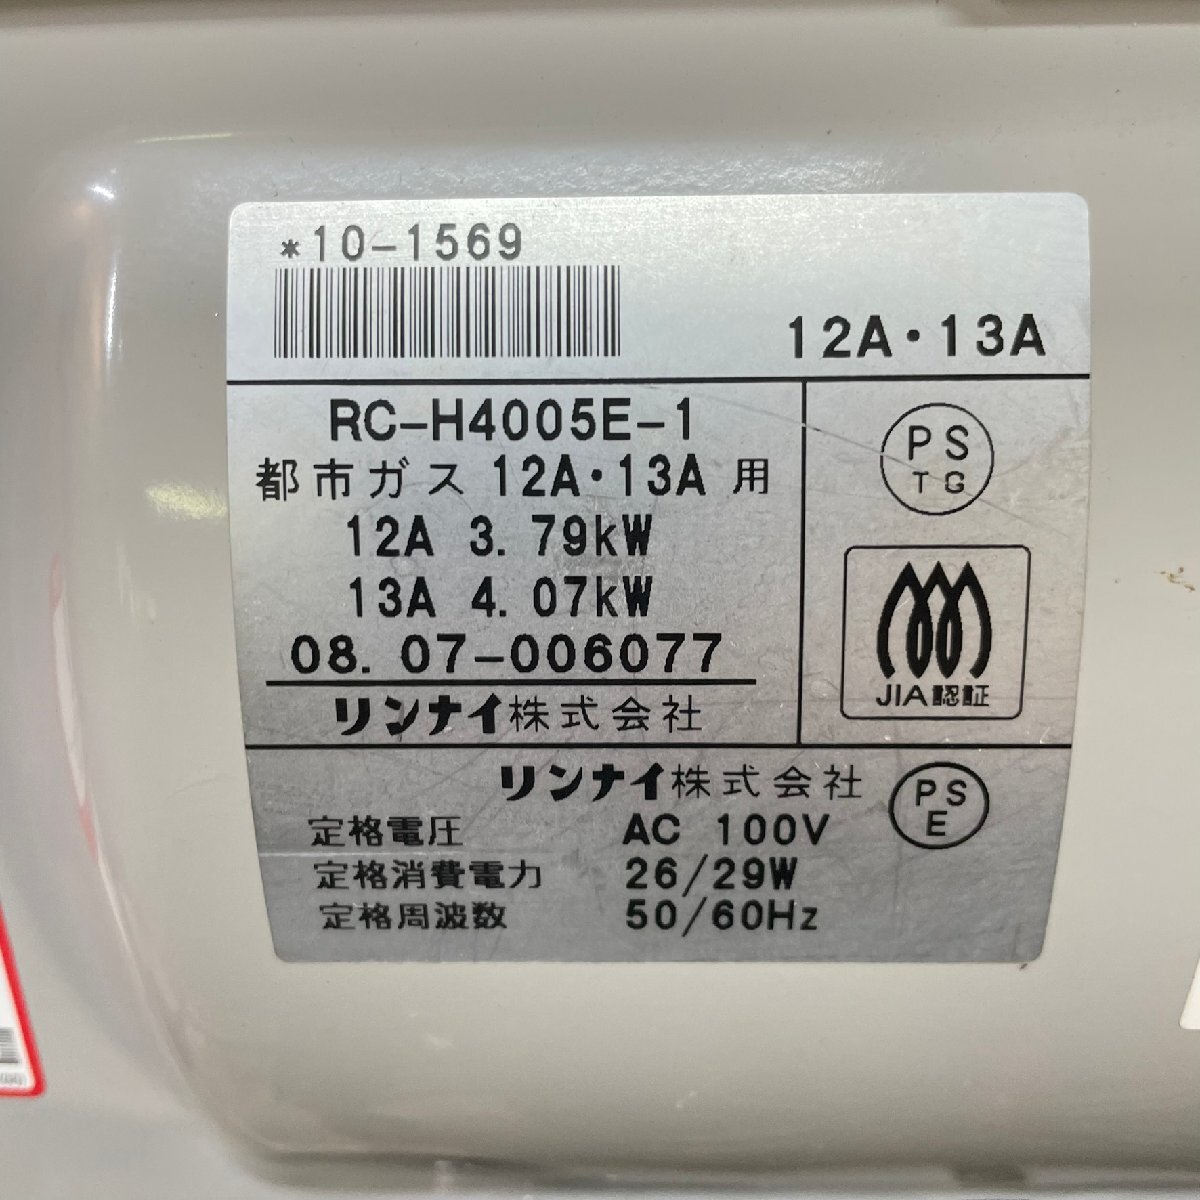 *10-1569
12A・13A
RC-H4005E-1
都市ガス 12A・13A 用
12A 3.79kW
13A 4.07kW
08.07-006077
リンナイ株式会社
PS
TG
JIA認証
リンナイ株式会社
PS
E
定格電圧 AC 100V
定格消費電力 26/29W
定格周波数 50/60Hz